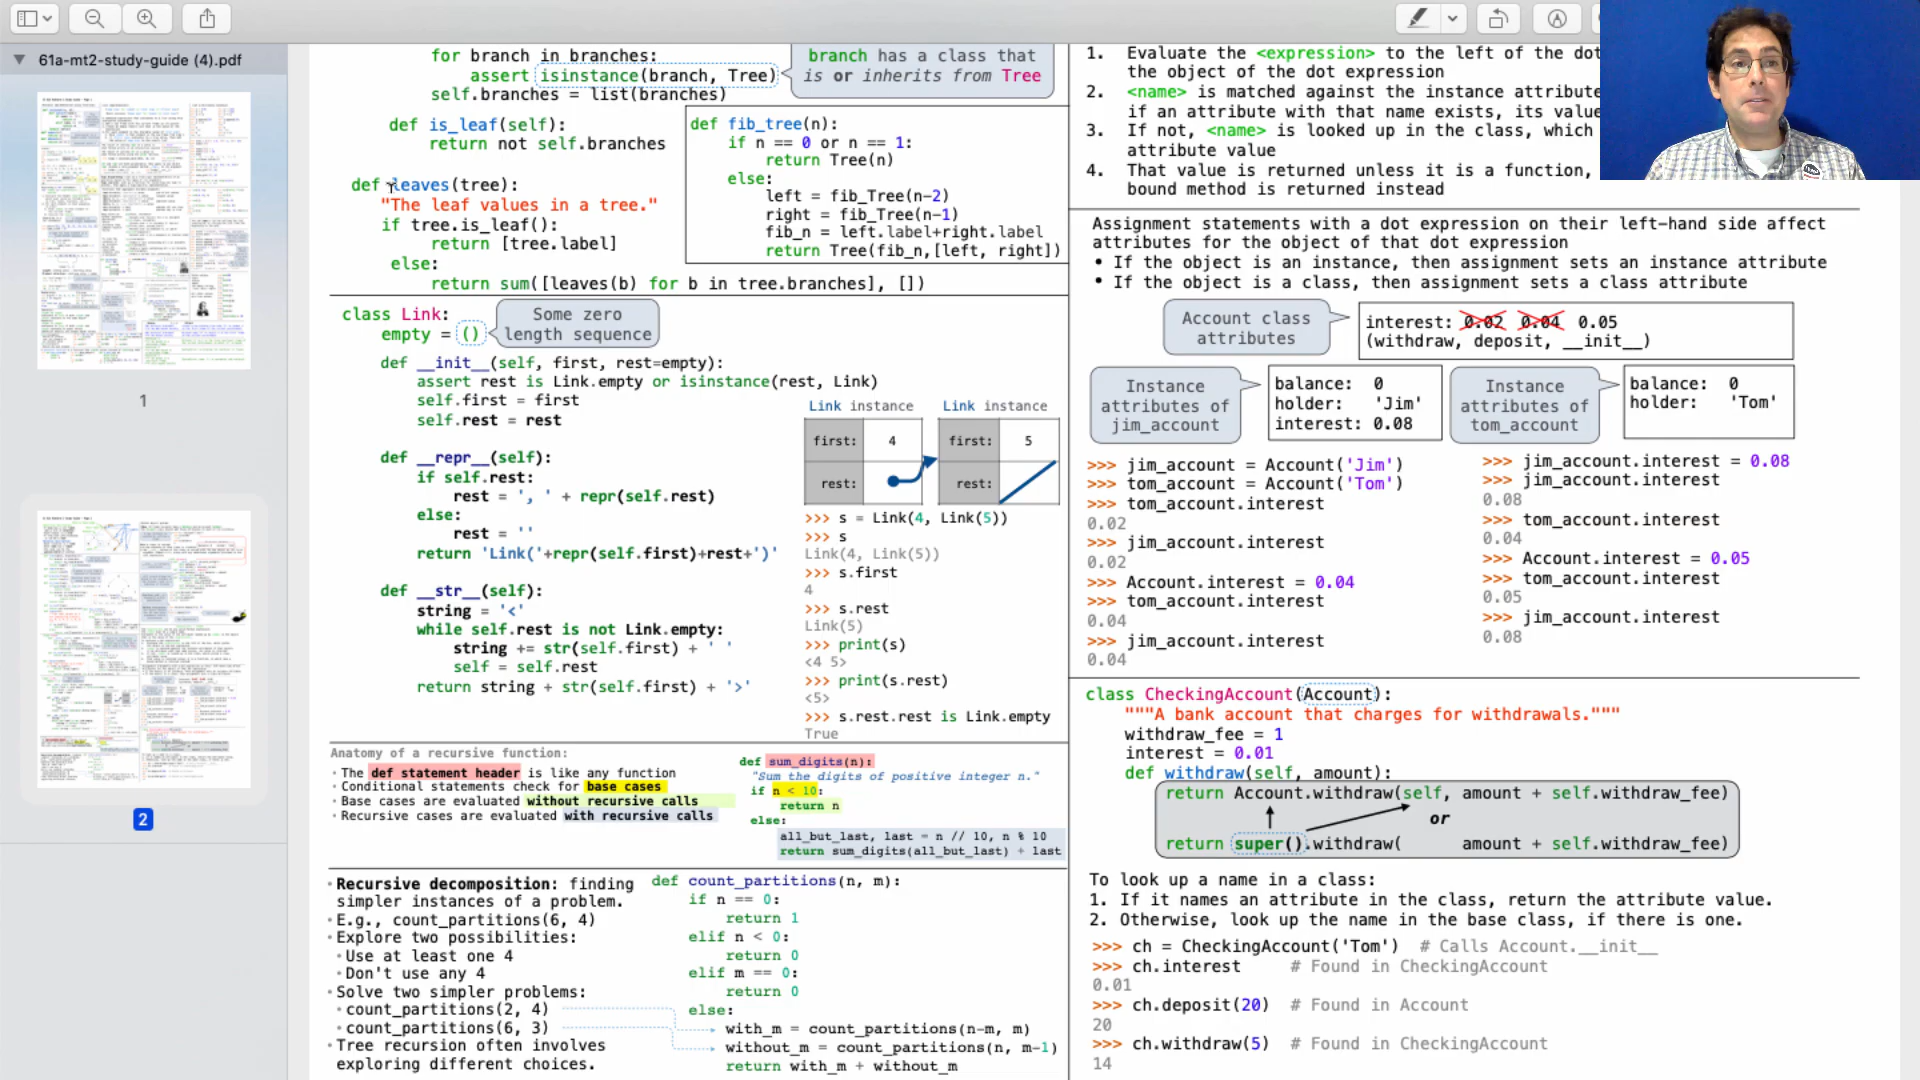 61a-mt2-study-guide (4).pdf
1
2
for branch in branches:
assert isinstance(branch, Tree)
self.branches = list(branches)
branch has a class that
is or inherits from Tree
def is_leaf(self):
return not self.branches
def leaves(tree):
"The leaf values in a tree."
if tree.is_leaf():
return [tree.label]
else:
return sum([leaves(b) for b in tree.branches], [])
def fib_tree(n):
if n == 0 or n == 1:
return Tree(n)
else:
left = fib_Tree(n-2)
right = fib_Tree(n-1)
fib_n = left.label+right.label
return Tree(fib_n,[left, right])
class Link:
empty = ()
Some zero
length sequence
def __init__(self, first, rest=empty):
assert rest is Link.empty or isinstance(rest, Link)
self.first = first
self.rest = rest
def __repr__(self):
if self.rest:
rest = ', ' + repr(self.rest)
else:
rest = ''
return 'Link('+repr(self.first)+rest+')'
def __str__(self):
string = '<'
while self.rest is not Link.empty:
string += str(self.first) + ' '
self = self.rest
return string + str(self.first) + '>'
Link instance
Link instance
first: 4
first: 5
rest:
rest:
>>> s = Link(4, Link(5))
>>> s
Link(4, Link(5))
>>> s.first
4
>>> s.rest
Link(5)
>>> print(s)
<4 5>
>>> print(s.rest)
<5>
>>> s.rest.rest is Link.empty
True
Anatomy of a recursive function:
• The def statement header is like any function
• Conditional statements check for base cases
• Base cases are evaluated without recursive calls
• Recursive cases are evaluated with recursive calls
def sum_digits(n):
"Sum the digits of positive integer n."
if n < 10:
return n
else:
all_but_last, last = n // 10, n % 10
return sum_digits(all_but_last) + last
• Recursive decomposition: finding
simpler instances of a problem.
• E.g., count_partitions(6, 4)
• Explore two possibilities:
• Use at least one 4
• Don't use any 4
• Solve two simpler problems:
• count_partitions(2, 4)
• count_partitions(6, 3)
• Tree recursion often involves
exploring different choices.
def count_partitions(n, m):
if n == 0:
return 1
elif n < 0:
return 0
elif m == 0:
return 0
else:
with_m = count_partitions(n-m, m)
without_m = count_partitions(n, m-1)
return with_m + without_m
1. Evaluate the <expression> to the left of the dot
the object of the dot expression
2. <name> is matched against the instance attribute
if an attribute with that name exists, its value
3. If not, <name> is looked up in the class, which
attribute value
4. That value is returned unless it is a function,
bound method is returned instead
Assignment statements with a dot expression on their left-hand side affect
attributes for the object of that dot expression
• If the object is an instance, then assignment sets an instance attribute
• If the object is a class, then assignment sets a class attribute
Account class
attributes
interest: 0.02 0.04 0.05
(withdraw, deposit, __init__)
Instance
attributes of
jim_account
balance: 0
holder: 'Jim'
interest: 0.08
Instance
attributes of
tom_account
balance: 0
holder: 'Tom'
>>> jim_account = Account('Jim')
>>> tom_account = Account('Tom')
>>> tom_account.interest
0.02
>>> jim_account.interest
0.02
>>> Account.interest = 0.04
>>> tom_account.interest
0.04
>>> jim_account.interest
0.04
>>> jim_account.interest = 0.08
>>> jim_account.interest
0.08
>>> tom_account.interest
0.04
>>> Account.interest = 0.05
>>> tom_account.interest
0.05
>>> jim_account.interest
0.08
class CheckingAccount(Account):
"""A bank account that charges for withdrawals."""
withdraw_fee = 1
interest = 0.01
def withdraw(self, amount):
return Account.withdraw(self, amount + self.withdraw_fee)
or
return super().withdraw( amount + self.withdraw_fee)
To look up a name in a class:
1. If it names an attribute in the class, return the attribute value.
2. Otherwise, look up the name in the base class, if there is one.
>>> ch = CheckingAccount('Tom') # Calls Account.__init__
>>> ch.interest # Found in CheckingAccount
0.01
>>> ch.deposit(20) # Found in Account
20
>>> ch.withdraw(5) # Found in CheckingAccount
14